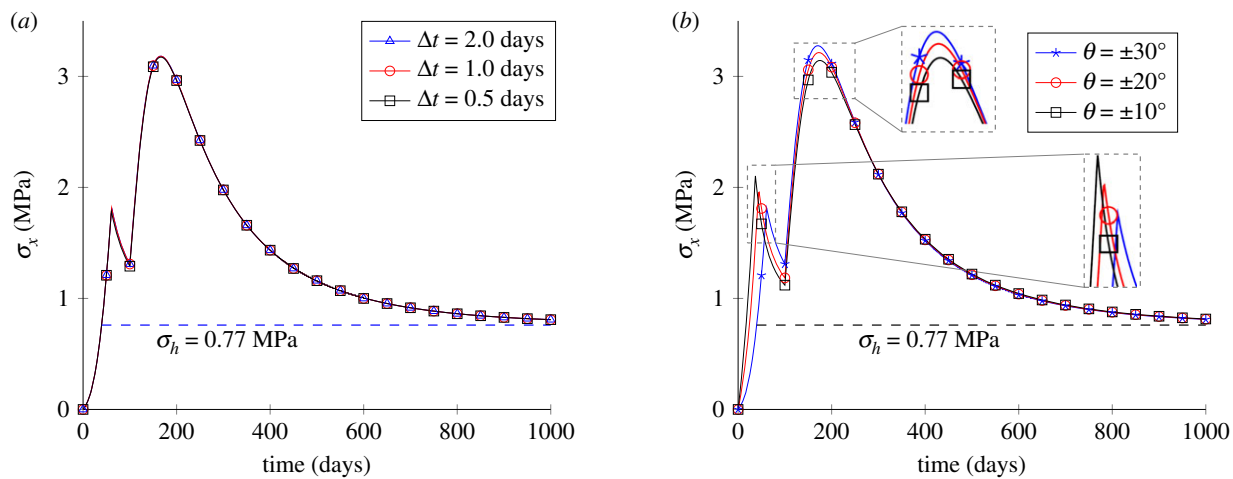 (a)
Δt = 2.0 days
Δt = 1.0 days
Δt = 0.5 days
σx (MPa)
3
2
1
0
σh = 0.77 MPa
0 200 400 600 800 1000
time (days)
(b)
θ = ±30°
θ = ±20°
θ = ±10°
σx (MPa)
3
2
1
0
σh = 0.77 MPa
0 200 400 600 800 1000
time (days)